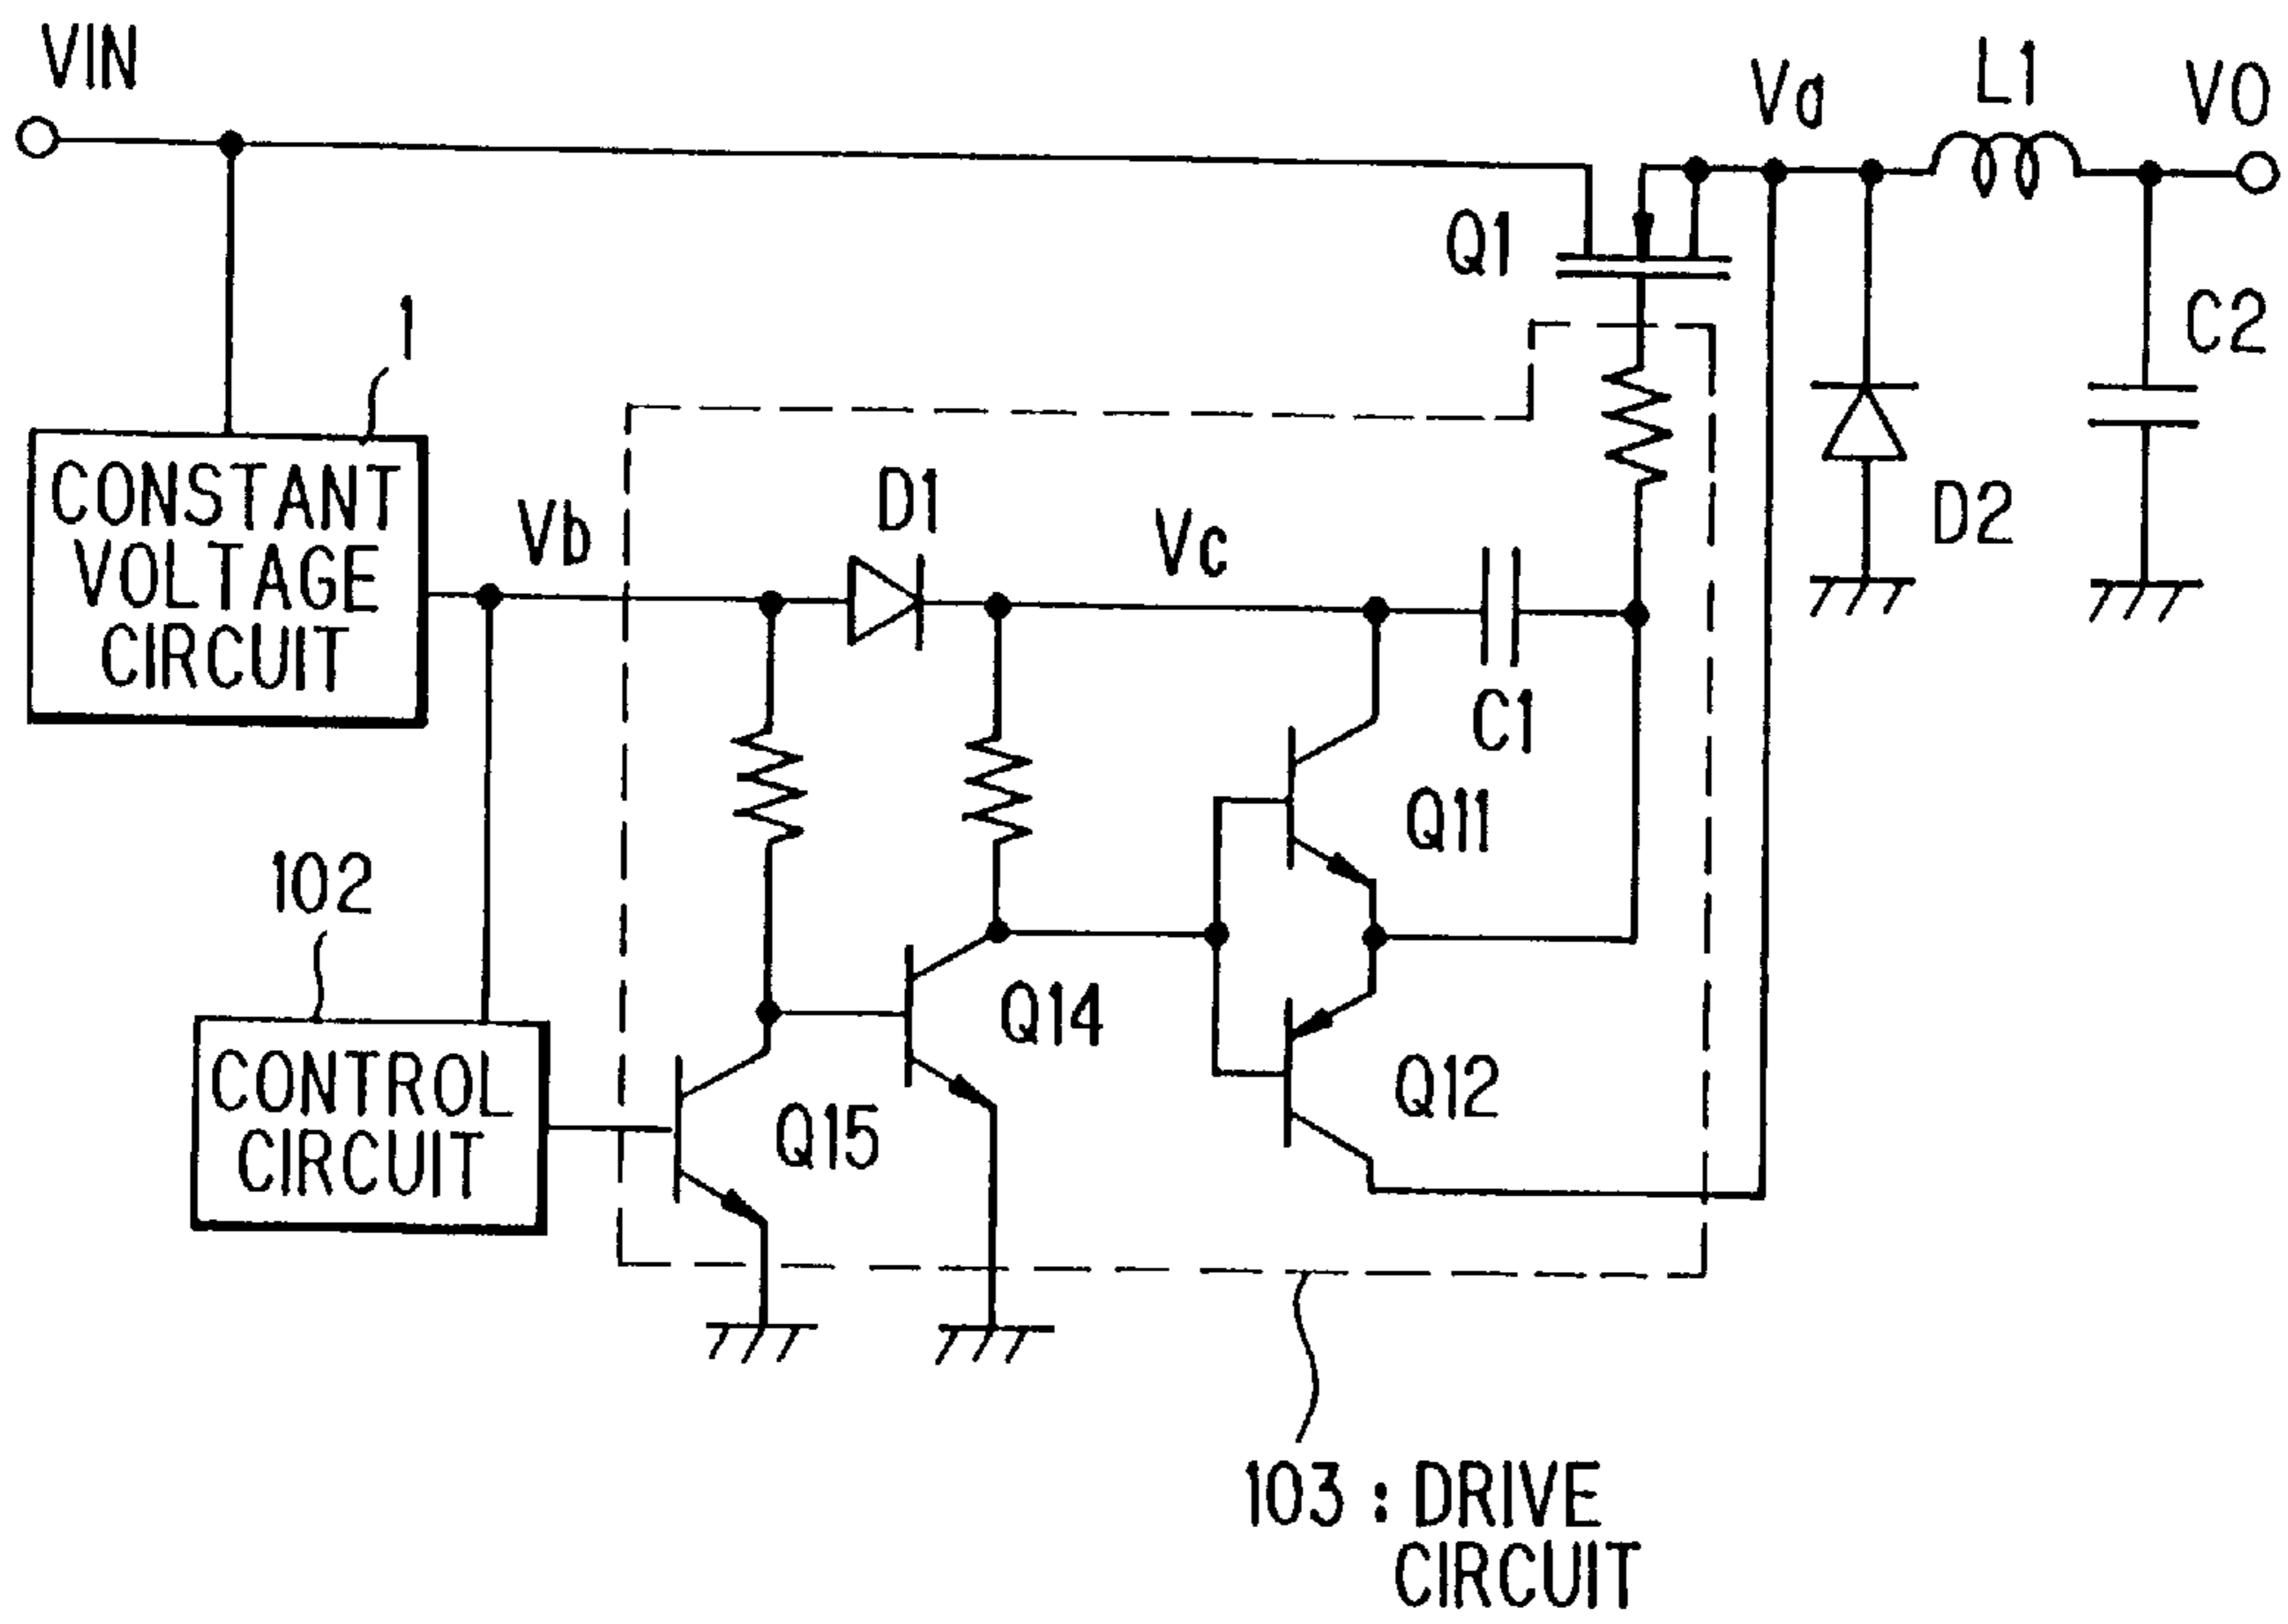 VIN
Va
L1
VO
Q1
C2
1
CONSTANT
VOLTAGE
CIRCUIT
Vb
D1
Vc
D2
C1
Q11
102
Q14
CONTROL
CIRCUIT
Q15
Q12
103 : DRIVE
CIRCUIT